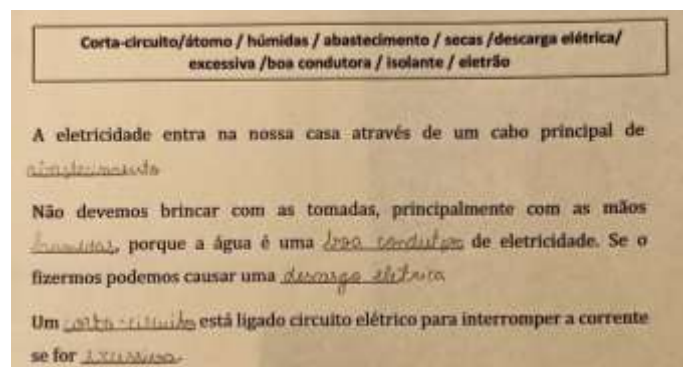 Corta-circuito/átomo / húmidas / abastecimento / secas /descarga elétrica/
excessiva /boa condutora / isolante / eletrão
A eletricidade entra na nossa casa através de um cabo principal de
abastecimento
Não devemos brincar com as tomadas, principalmente com as mãos
humidas, porque a água é uma boa condutora de eletricidade. Se o
fizermos podemos causar uma descarga elétrica
Um corta-circuito está ligado circuito elétrico para interromper a corrente
se for excessiva.